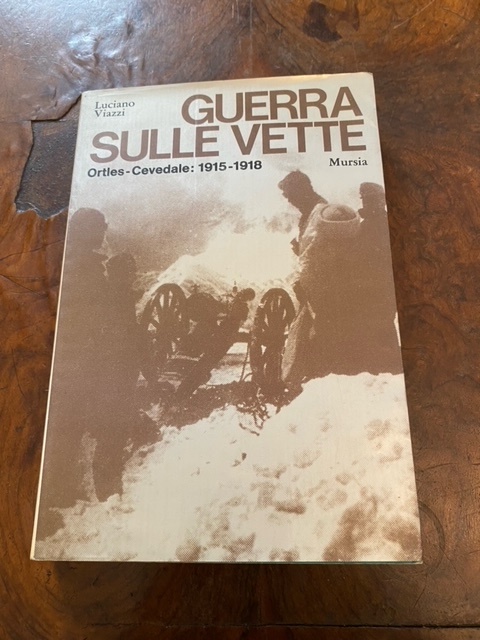 Luciano
Viazzi
GUERRA
SULLE VETTE
Mursia
Ortles - Cevedale: 1915-1918